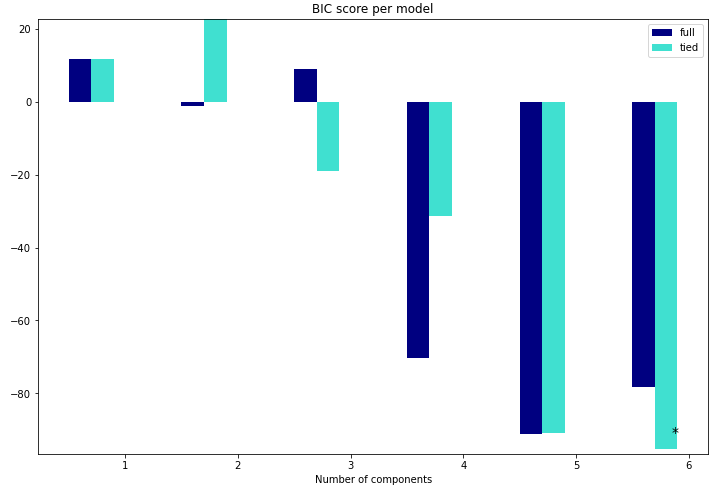 BIC score per model
full
tied
20
0
−20
−40
−60
−80
*
1 2 3 4 5 6
Number of components